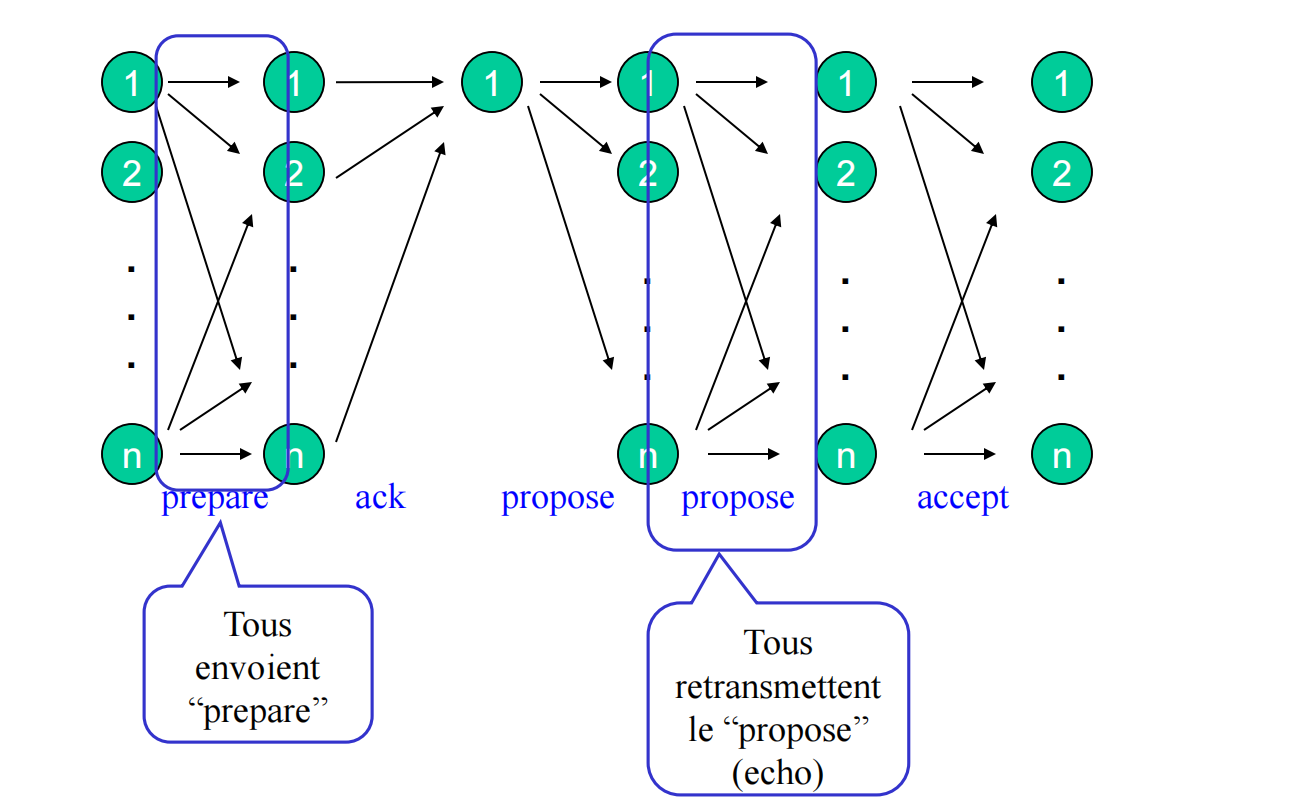 1 1 1 1 1 1
2 2 2 2 2
. . . . .
. . . . .
. . . . .
n n n n n
prepare ack propose propose accept
Tous
envoient
“prepare”
Tous
retransmettent
le “propose”
(echo)